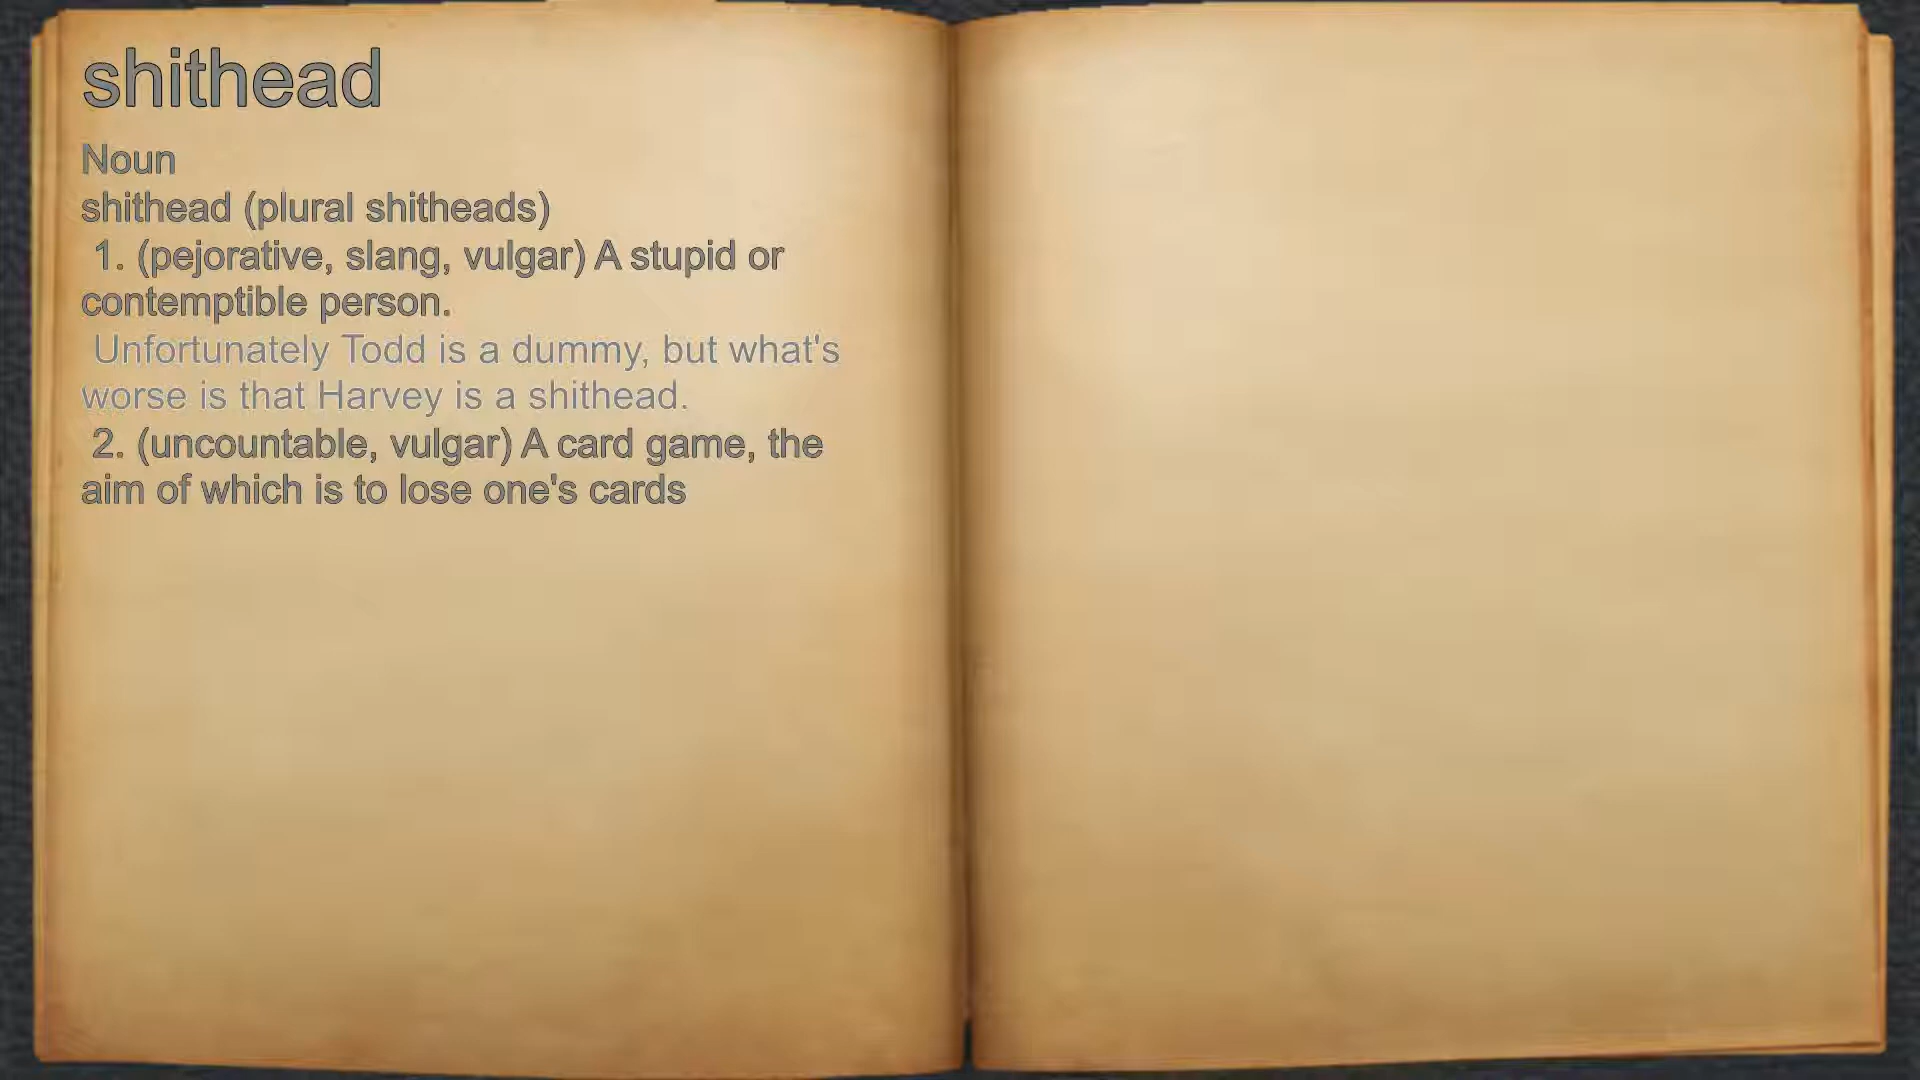 shithead
Noun
shithead (plural shitheads)
1. (pejorative, slang, vulgar) A stupid or
contemptible person.
Unfortunately Todd is a dummy, but what's
worse is that Harvey is a shithead.
2. (uncountable, vulgar) A card game, the
aim of which is to lose one's cards